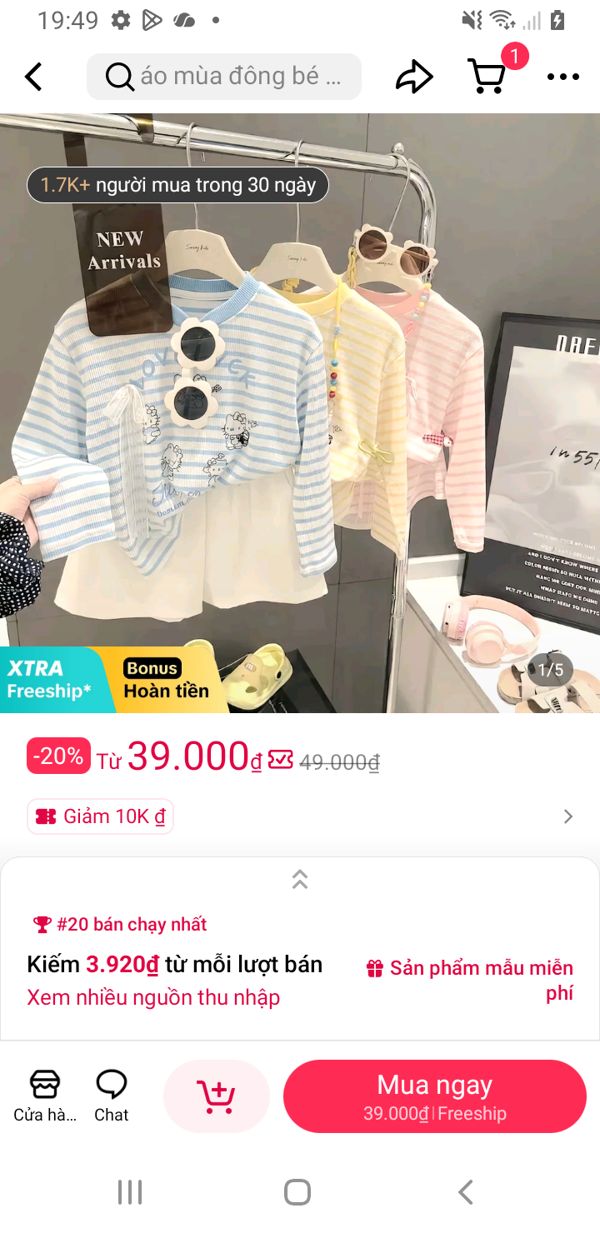 19:49
áo mùa đông bé ...
1
1.7K+ người mua trong 30 ngày
NEW
Arrivals
in 55
XTRA
Freeship*
Bonus
Hoàn tiền
1/5
-20% Từ 39.000₫ 49.000₫
Giảm 10K ₫
#20 bán chạy nhất
Kiếm 3.920₫ từ mỗi lượt bán
Xem nhiều nguồn thu nhập
Sản phẩm mẫu miễn
phí
Cửa hà...
Chat
Mua ngay
39.000₫ | Freeship